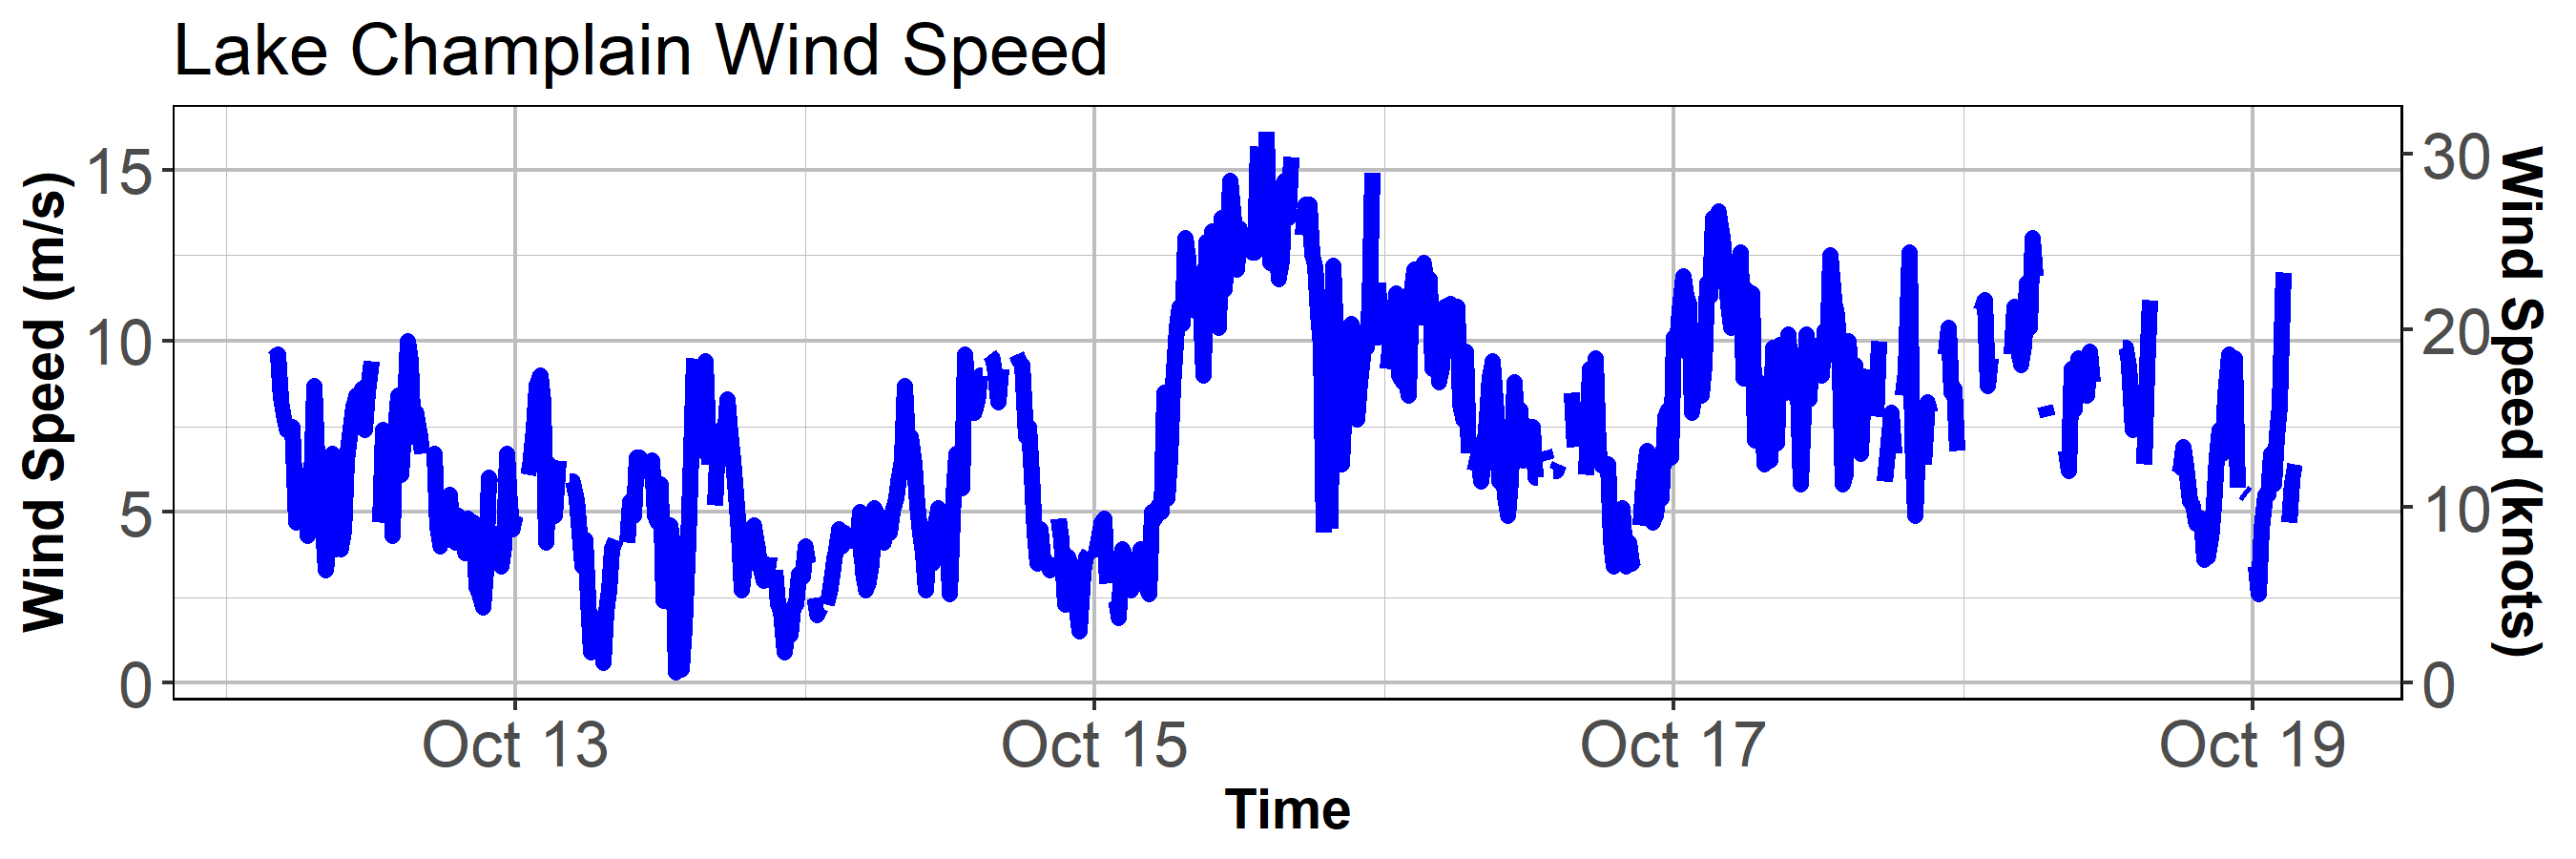 Lake Champlain Wind Speed
Wind Speed (m/s)
15
10
5
0
30
20
10
0
Wind Speed (knots)
Oct 13
Oct 15
Oct 17
Oct 19
Time